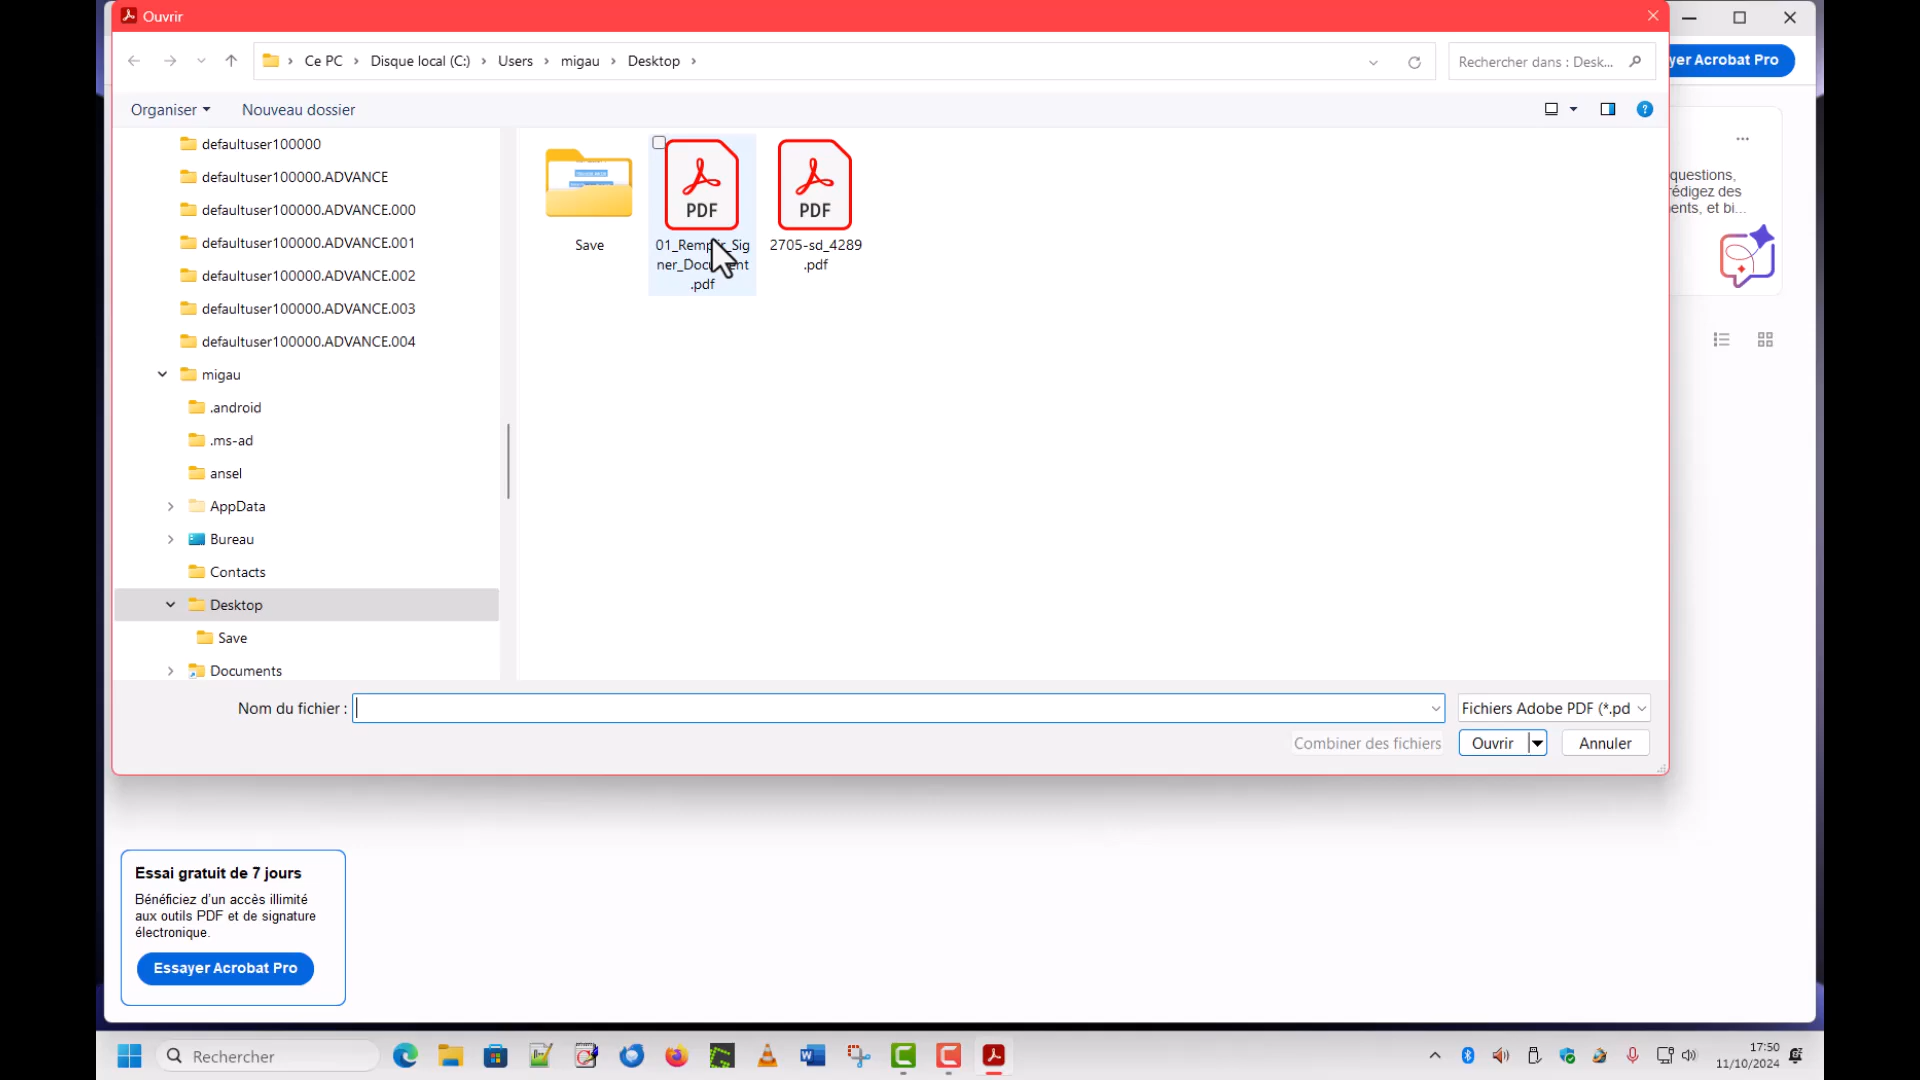 Ouvrir
Ce PC > Disque local (C:) > Users > migau > Desktop >
Rechercher dans : Desk...
yer Acrobat Pro
Organiser
Nouveau dossier
defaultuser100000
defaultuser100000.ADVANCE
defaultuser100000.ADVANCE.000
defaultuser100000.ADVANCE.001
defaultuser100000.ADVANCE.002
defaultuser100000.ADVANCE.003
defaultuser100000.ADVANCE.004
migau
.android
.ms-ad
ansel
AppData
Bureau
Contacts
Desktop
Save
Documents
Save
PDF
01_Remp r_Sig
ner_Doc nt
.pdf
PDF
2705-sd_4289
.pdf
questions,
rédigez des
ents, et bi...
Nom du fichier :
Fichiers Adobe PDF (*.pd
Combiner des fichiers
Ouvrir
Annuler
Essai gratuit de 7 jours
Bénéficiez d'un accès illimité
aux outils PDF et de signature
électronique.
Essayer Acrobat Pro
Rechercher
17:50
11/10/2024